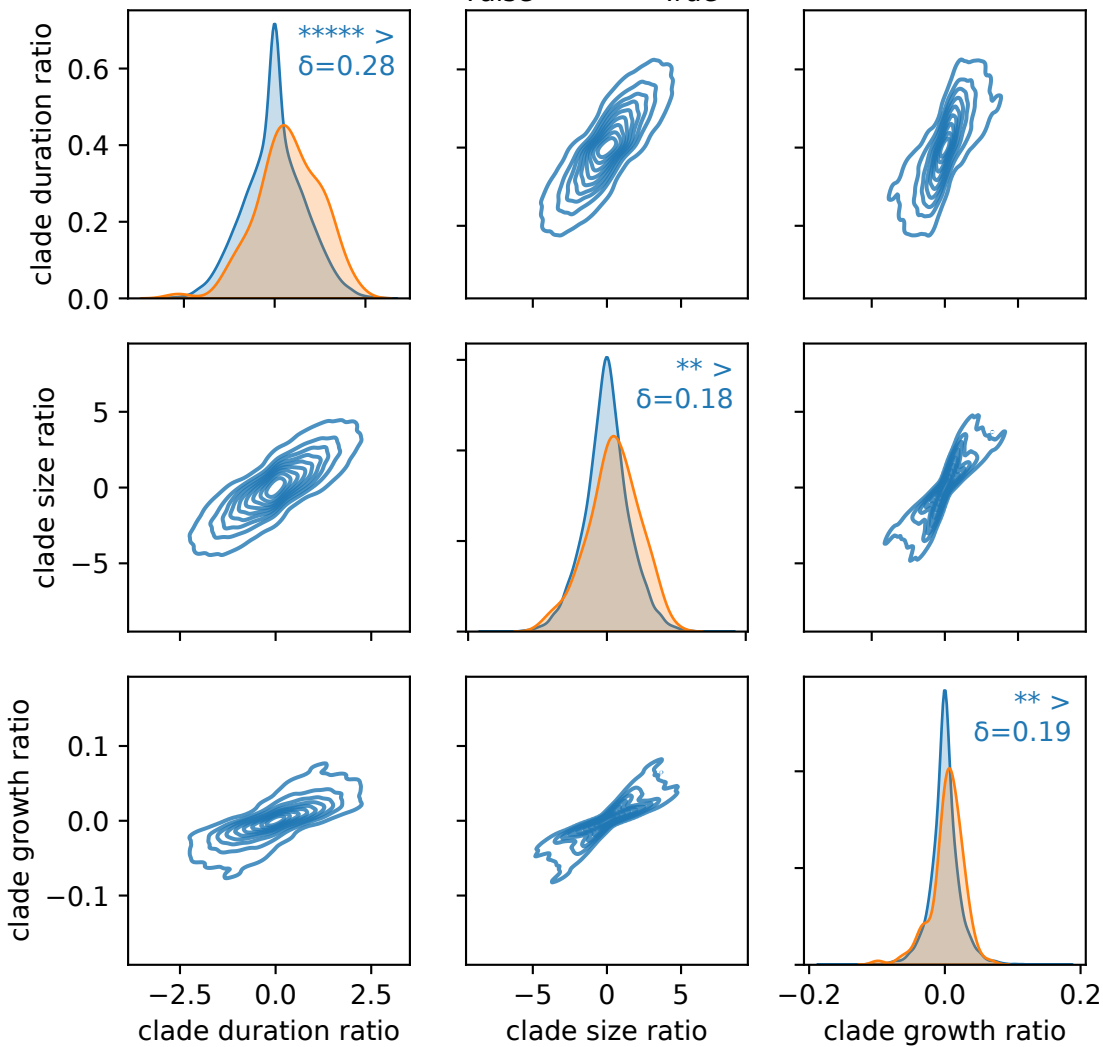 clade duration ratio
0.6
0.4
0.2
0.0
***** >
δ=0.28
clade size ratio
5
0
−5
** >
δ=0.18
clade growth ratio
0.1
0.0
−0.1
** >
δ=0.19
−2.5 0.0 2.5
clade duration ratio
−5 0 5
clade size ratio
−0.2 0.0 0.2
clade growth ratio